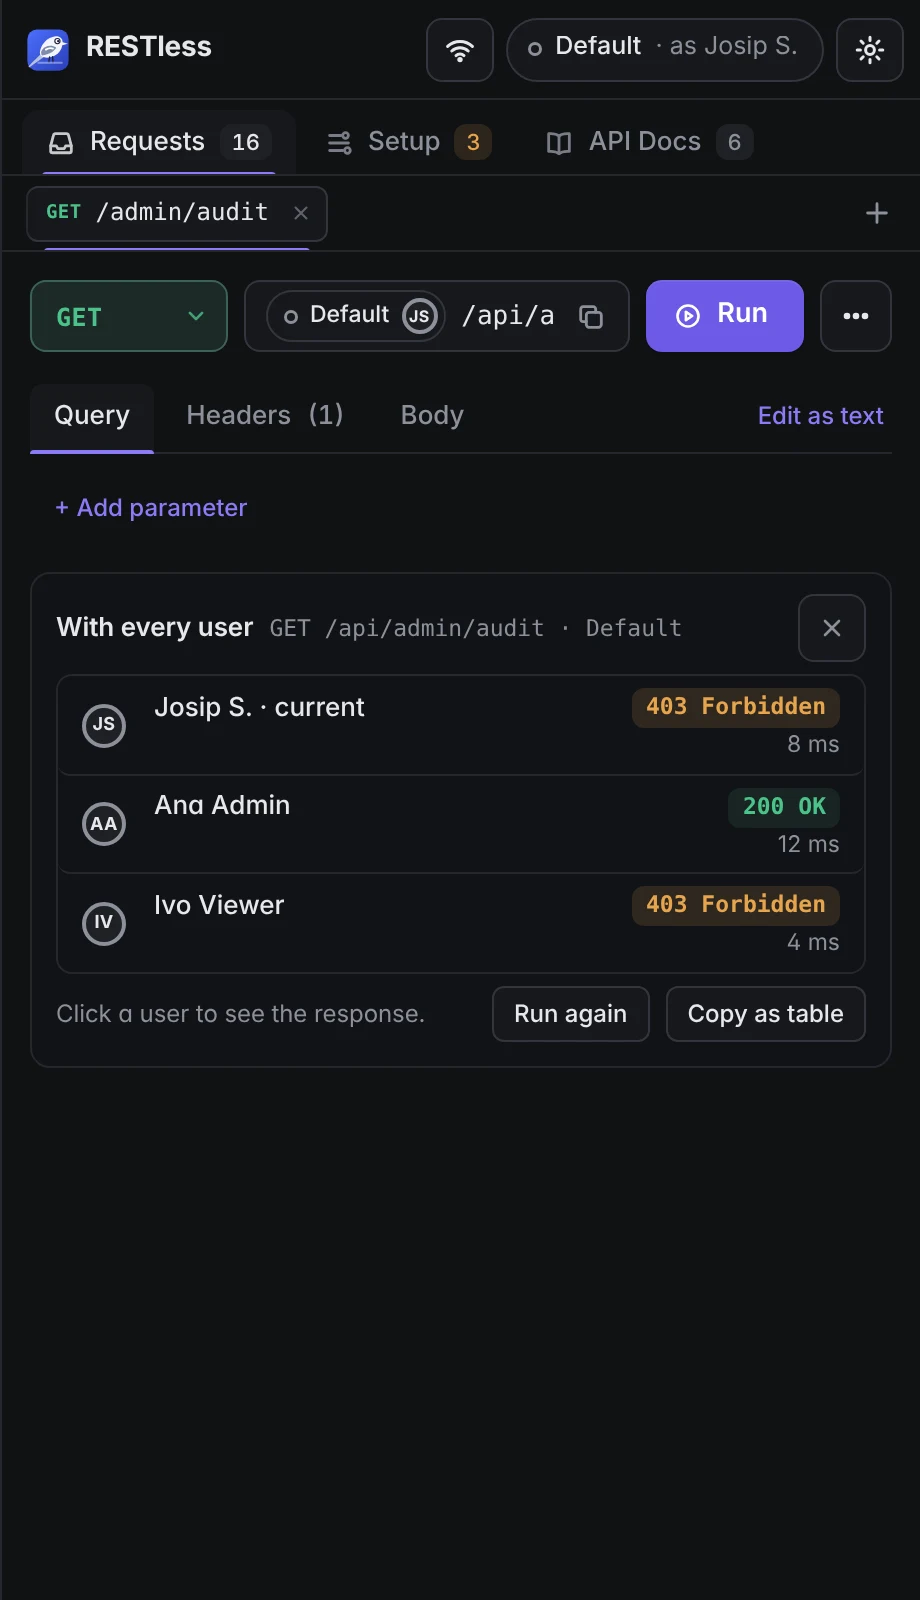 RESTless
Default · as Josip S.
Requests 16
Setup 3
API Docs 6
GET /admin/audit ×
+
GET
Default JS /api/a
Run
Query
Headers (1)
Body
Edit as text
+ Add parameter
With every user GET /api/admin/audit · Default
JS Josip S. · current 403 Forbidden
8 ms
AA Ana Admin 200 OK
12 ms
IV Ivo Viewer 403 Forbidden
4 ms
Click a user to see the response.
Run again
Copy as table